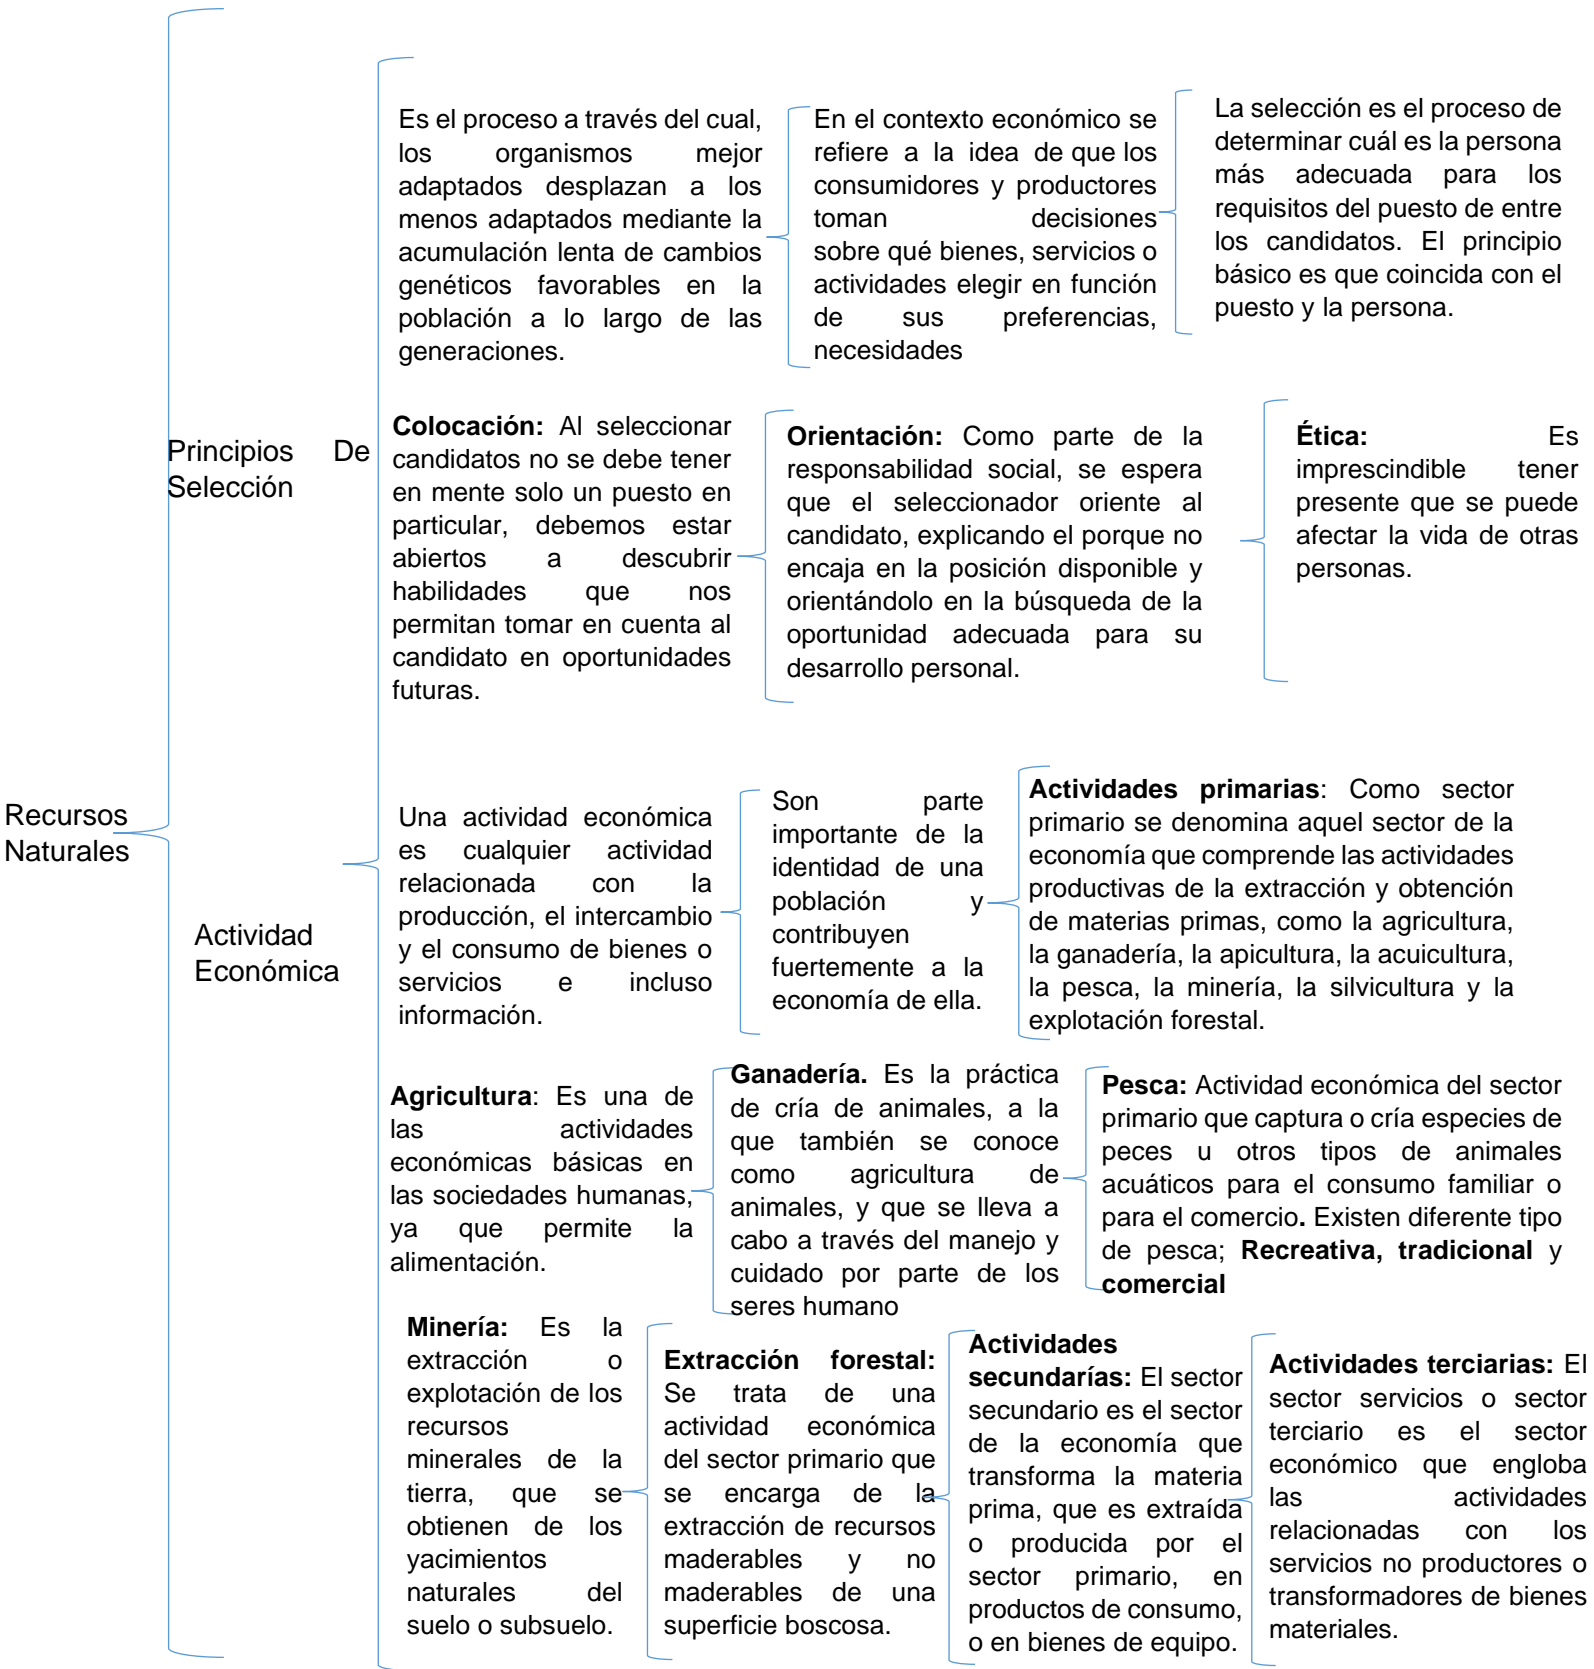 Recursos
Naturales
Principios De
Selección
Es el proceso a través del cual,
los organismos mejor
adaptados desplazan a los
menos adaptados mediante la
acumulación lenta de cambios
genéticos favorables en la
población a lo largo de las
generaciones.
En el contexto económico se
refiere a la idea de que los
consumidores y productores
toman decisiones
sobre qué bienes, servicios o
actividades elegir en función
de sus preferencias,
necesidades
La selección es el proceso de
determinar cuál es la persona
más adecuada para los
requisitos del puesto de entre
los candidatos. El principio
básico es que coincida con el
puesto y la persona.
Colocación: Al seleccionar
candidatos no se debe tener
en mente solo un puesto en
particular, debemos estar
abiertos a descubrir
habilidades que nos
permitan tomar en cuenta al
candidato en oportunidades
futuras.
Orientación: Como parte de la
responsabilidad social, se espera
que el seleccionador oriente al
candidato, explicando el porque no
encaja en la posición disponible y
orientándolo en la búsqueda de la
oportunidad adecuada para su
desarrollo personal.
Ética: Es
imprescindible tener
presente que se puede
afectar la vida de otras
personas.
Actividad
Económica
Una actividad económica
es cualquier actividad
relacionada con la
producción, el intercambio
y el consumo de bienes o
servicios e incluso
información.
Son parte
importante de la
identidad de una
población y
contribuyen
fuertemente a la
economía de ella.
Actividades primarias: Como sector
primario se denomina aquel sector de la
economía que comprende las actividades
productivas de la extracción y obtención
de materias primas, como la agricultura,
la ganadería, la apicultura, la acuicultura,
la pesca, la minería, la silvicultura y la
explotación forestal.
Agricultura: Es una de
las actividades
económicas básicas en
las sociedades humanas,
ya que permite la
alimentación.
Ganadería. Es la práctica
de cría de animales, a la
que también se conoce
como agricultura de
animales, y que se lleva a
cabo a través del manejo y
cuidado por parte de los
seres humano
Pesca: Actividad económica del sector
primario que captura o cría especies de
peces u otros tipos de animales
acuáticos para el consumo familiar o
para el comercio. Existen diferente tipo
de pesca; Recreativa, tradicional y
comercial
Minería: Es la
extracción o
explotación de los
recursos
minerales de la
tierra, que se
obtienen de los
yacimientos
naturales del
suelo o subsuelo.
Extracción forestal:
Se trata de una
actividad económica
del sector primario que
se encarga de la
extracción de recursos
maderables y no
maderables de una
superficie boscosa.
Actividades
secundarías: El sector
secundario es el sector
de la economía que
transforma la materia
prima, que es extraída
o producida por el
sector primario, en
productos de consumo,
o en bienes de equipo.
Actividades terciarias: El
sector servicios o sector
terciario es el sector
económico que engloba
las actividades
relacionadas con los
servicios no productores o
transformadores de bienes
materiales.